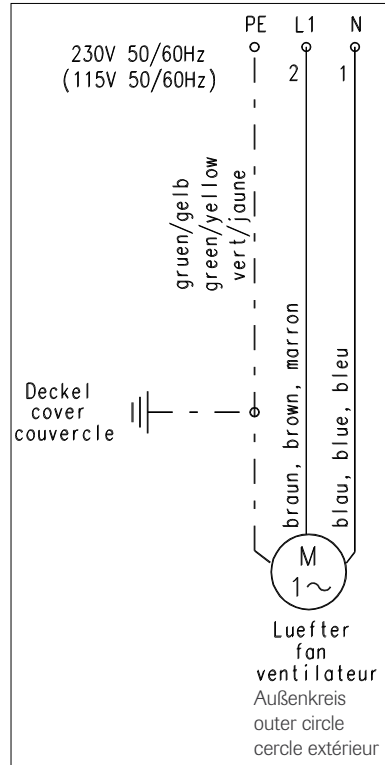 PE L1 N
230V 50/60Hz
(115V 50/60Hz)
2 1
gruen/gelb
green/yellow
vert/jaune
braun, brown, marron
blau, blue, bleu
Deckel
cover
couvercle
M
1~
Luefter
fan
ventilateur
Außenkreis
outer circle
cercle extérieur